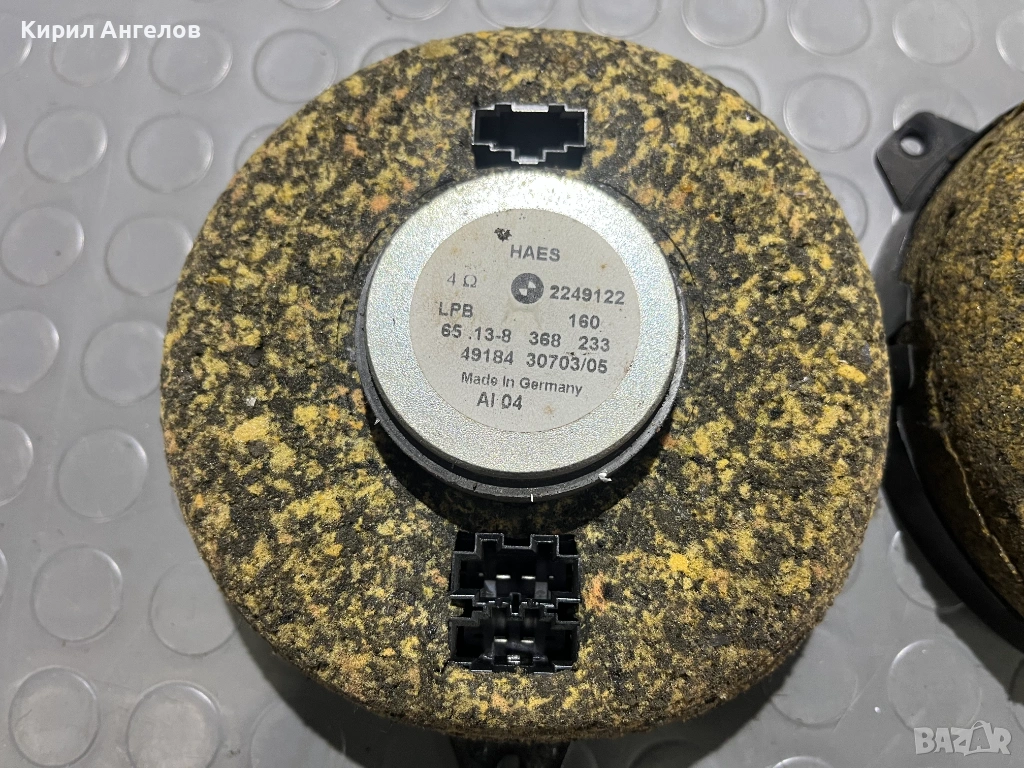 Кирил Ангелов
HAES
4 Ω 2249122
LPB 160
65 .13-8 368 233
49184 30703/05
Made in Germany
AI 04
BAZAR